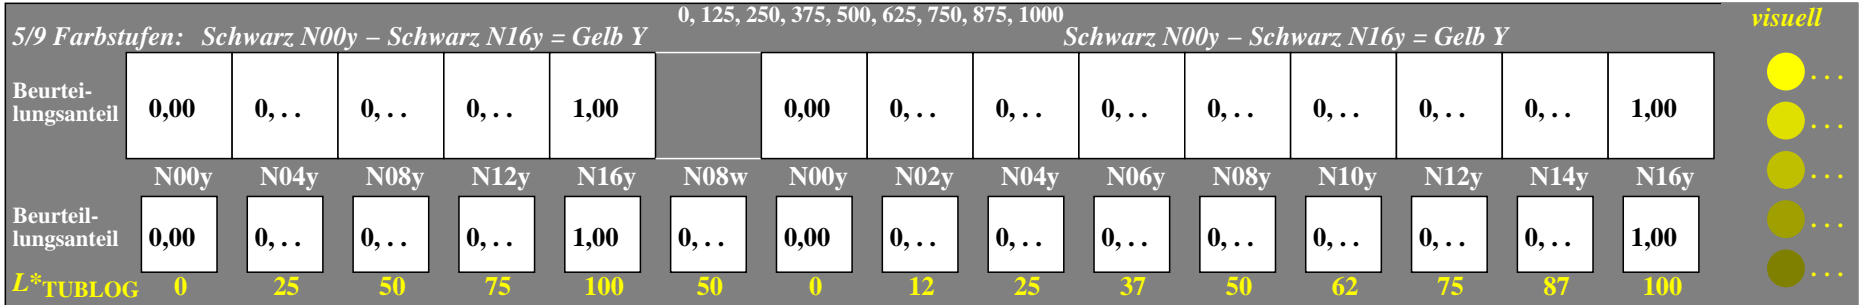 0, 125, 250, 375, 500, 625, 750, 875, 1000
visuell
5/9 Farbstufen: Schwarz N00y – Schwarz N16y = Gelb Y Schwarz N00y – Schwarz N16y = Gelb Y
Beurtei-
lungsanteil
0,00 0, . . 0, . . 0, . . 1,00 0,00 0, . . 0, . . 0, . . 0, . . 0, . . 0, . . 0, . . 1,00
N00y N04y N08y N12y N16y N08w N00y N02y N04y N06y N08y N10y N12y N14y N16y
Beurteil-
lungsanteil
0,00 0, . . 0, . . 0, . . 1,00 0, . . 0,00 0, . . 0, . . 0, . . 0, . . 0, . . 0, . . 0, . . 1,00
L*TUBLOG 0 25 50 75 100 50 0 12 25 37 50 62 75 87 100
. . .
. . .
. . .
. . .
. . .